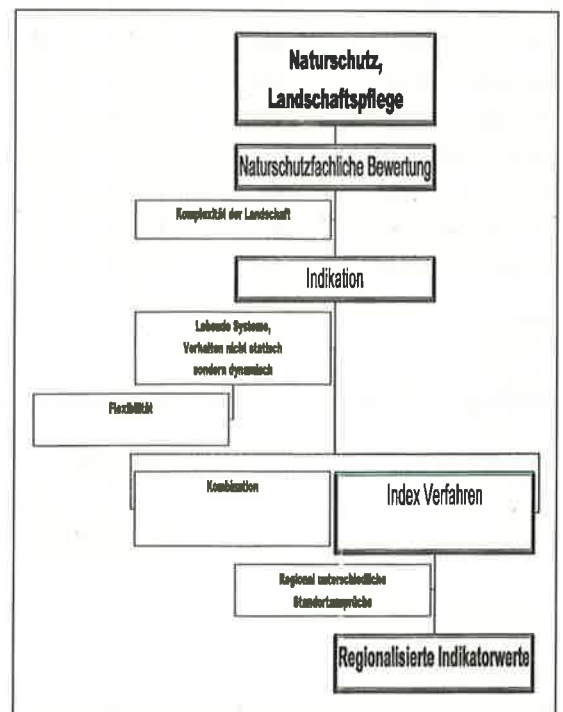 Naturschutz,
Landschaftspflege
Naturschutzfachliche Bewertung
Komplexität der Landschaft
Indikation
Lebende Systeme,
Verhalten nicht statisch
sondern dynamisch
Flexibilität
Kombination
Index Verfahren
Regional unterschiedliche
Standortansprüche
Regionalisierte Indikatorwerte